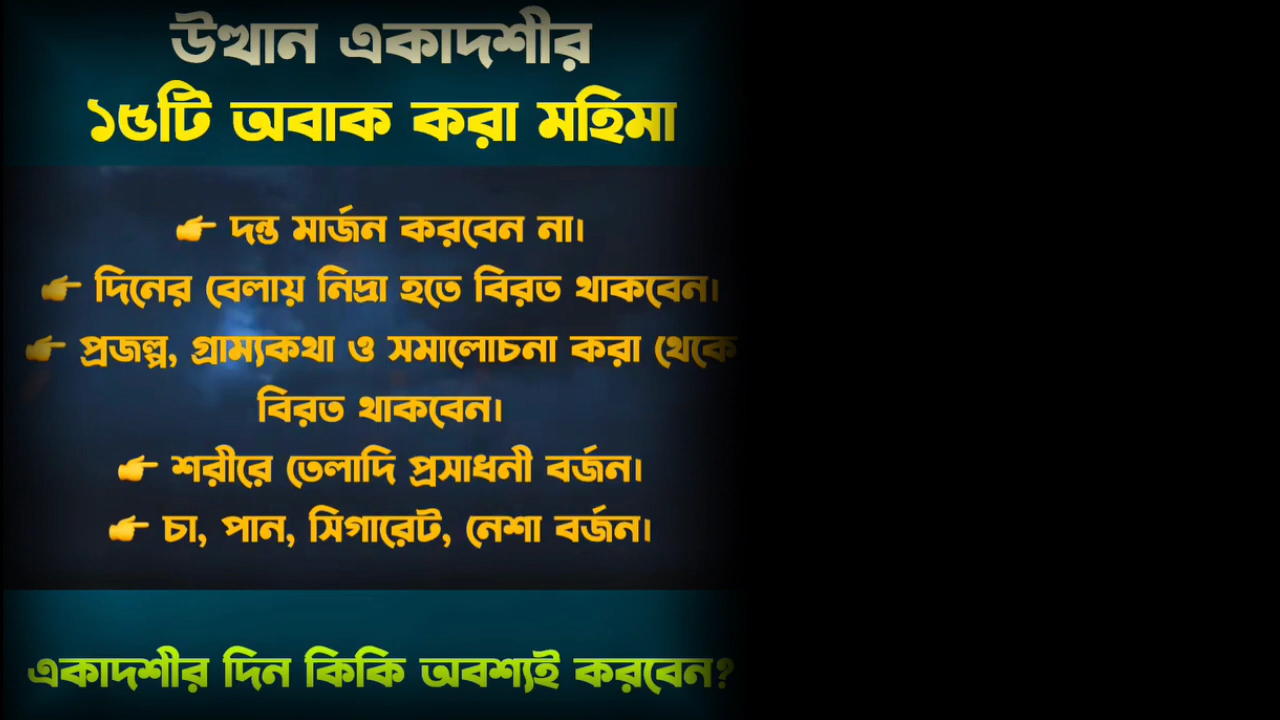 উত্থান একাদশীর
১৫টি অবাক করা মহিমা
👉 দন্ত মার্জন করবেন না।
👉 দিনের বেলায় নিদ্রা হতে বিরত থাকবেন।
👉 প্রজল্প, গ্রাম্যকথা ও সমালোচনা করা থেকে
বিরত থাকবেন।
👉 শরীরে তেলাদি প্রসাধনী বর্জন।
👉 চা, পান, সিগারেট, নেশা বর্জন।
একাদশীর দিন কিকি অবশ্যই করবেন?